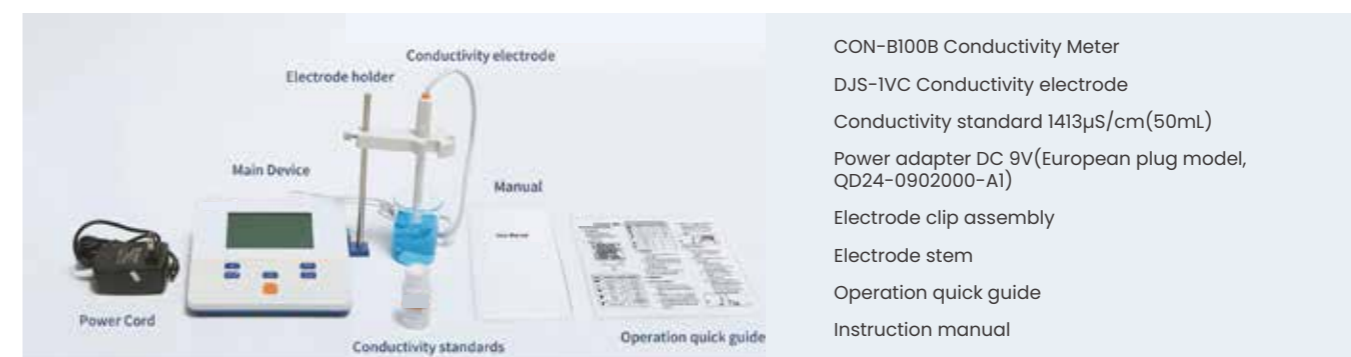 Conductivity electrode
Electrode holder
Main Device
Manual
Power Cord
Conductivity standards
Operation quick guide
CON-B100B Conductivity Meter
DJS-1VC Conductivity electrode
Conductivity standard 1413μS/cm(50mL)
Power adapter DC 9V(European plug model,
QD24-0902000-A1)
Electrode clip assembly
Electrode stem
Operation quick guide
Instruction manual